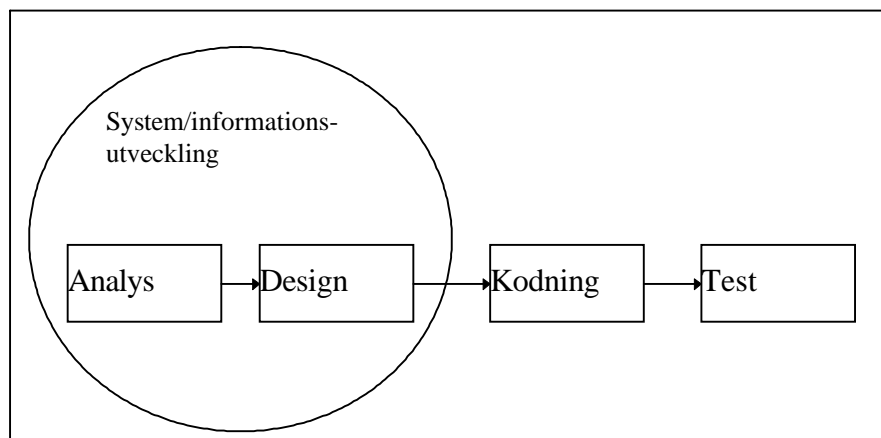 System/informations-
utveckling
Analys
Design
Kodning
Test